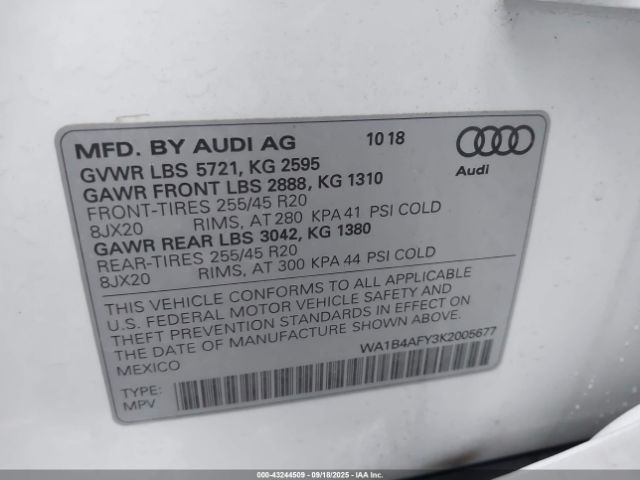 MFD. BY AUDI AG 10 18
GVWR LBS 5721, KG 2595
GAWR FRONT LBS 2888, KG 1310
FRONT-TIRES 255/45 R20
8JX20 RIMS, AT 280 KPA 41 PSI COLD
GAWR REAR LBS 3042, KG 1380
REAR-TIRES 255/45 R20
8JX20 RIMS, AT 300 KPA 44 PSI COLD
Audi
THIS VEHICLE CONFORMS TO ALL APPLICABLE
U.S. FEDERAL MOTOR VEHICLE SAFETY AND
THEFT PREVENTION STANDARDS IN EFFECT ON
THE DATE OF MANUFACTURE SHOWN ABOVE.
MEXICO WA1B4AFY3K2005677
TYPE:
MPV
000-43244509 - 09/18/2025 - IAAI.COM